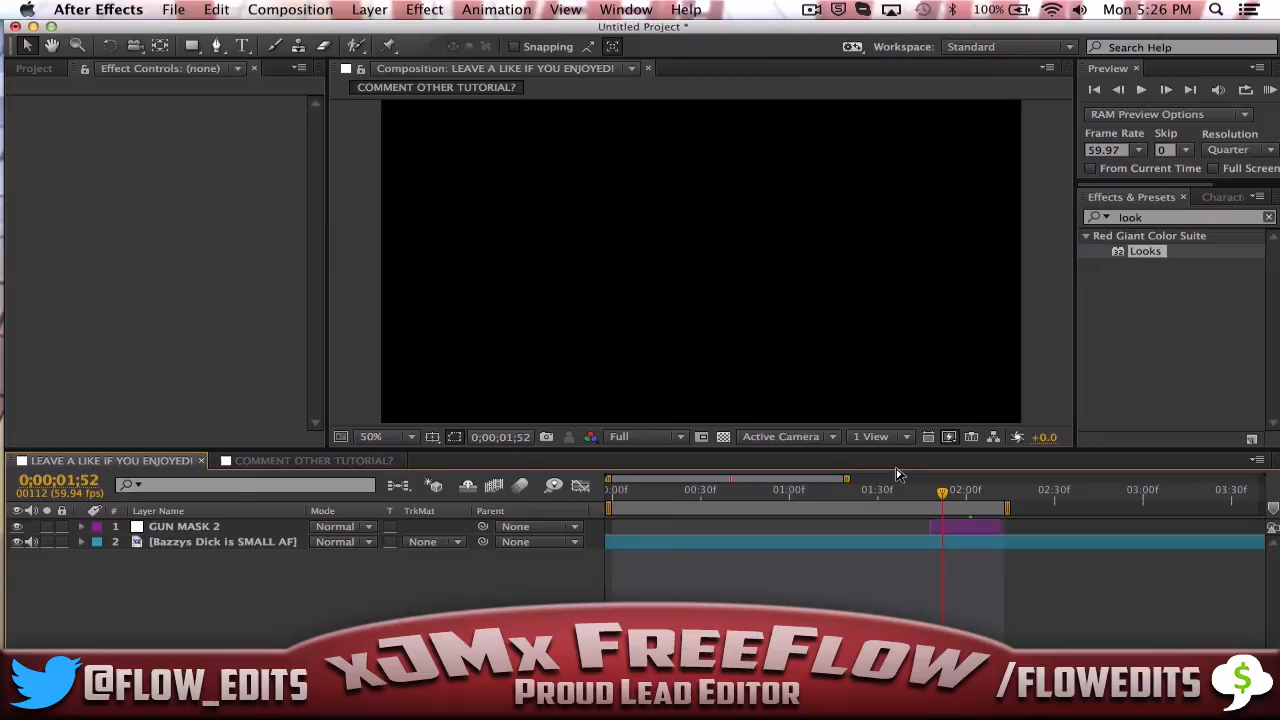 After Effects File Edit Composition Layer Effect Animation View Window Help 100% Mon 5:26 PM
Untitled Project *
Snapping Workspace: Standard Search Help
Project Effect Controls: (none) Composition: LEAVE A LIKE IF YOU ENJOYED! Preview
COMMENT OTHER TUTORIAL?
RAM Preview Options
Frame Rate Skip Resolution
59.97 0 Quarter
From Current Time Full Screen
Effects & Presets Charact
look
Red Giant Color Suite
32 Looks
50% 0;00;01;52 Full Active Camera 1 View +0.0
LEAVE A LIKE IF YOU ENJOYED! COMMENT OTHER TUTORIAL?
0;00;01;52
00112 (59.94 fps)
:00f 00:30f 01:00f 01:30f 02:00f 02:30f 03:00f 03:30f
# Layer Name Mode T TrkMat Parent
1 GUN MASK 2 Normal None
2 [Bazzys Dick is SMALL AF] Normal None None
xJMx FreeFlow
@FLOW_EDITS Proud Lead Editor /FLOWEDITS
$